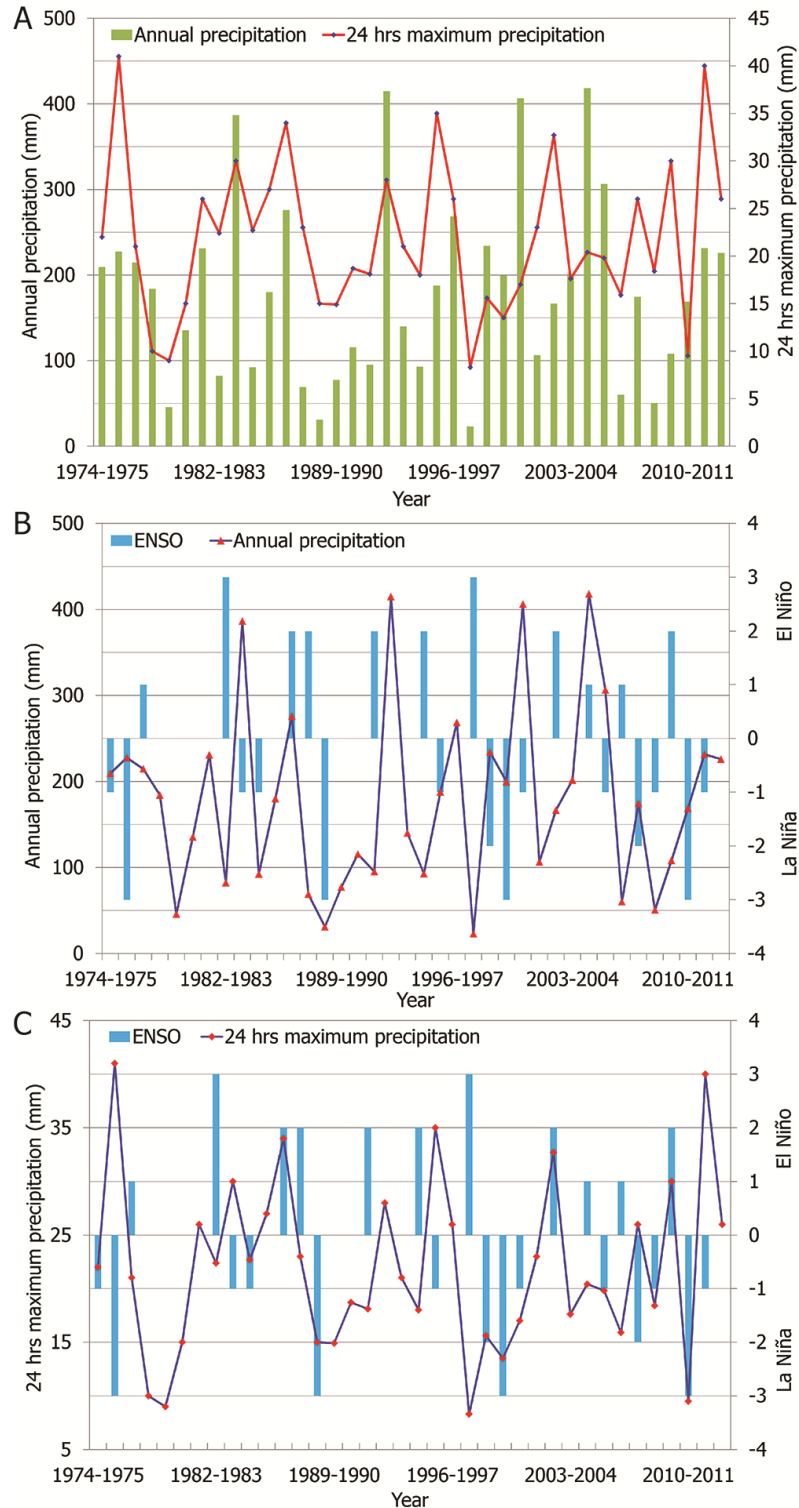 A
Annual precipitation
24 hrs maximum precipitation
Annual precipitation (mm)
500
400
300
200
100
0
45
40
35
30
25
20
15
10
5
0
24 hrs maximum precipitation (mm)
1974-1975 1982-1983 1989-1990 1996-1997 2003-2004 2010-2011
Year
B
ENSO
Annual precipitation
Annual precipitation (mm)
500
400
300
200
100
0
4
3
2
1
0
-1
-2
-3
-4
El Niño
La Niña
1974-1975 1982-1983 1989-1990 1996-1997 2003-2004 2010-2011
Year
C
ENSO
24 hrs maximum precipitation
24 hrs maximum precipitation (mm)
45
35
25
15
5
4
3
2
1
0
-1
-2
-3
-4
El Niño
La Niña
1974-1975 1982-1983 1989-1990 1996-1997 2003-2004 2010-2011
Year